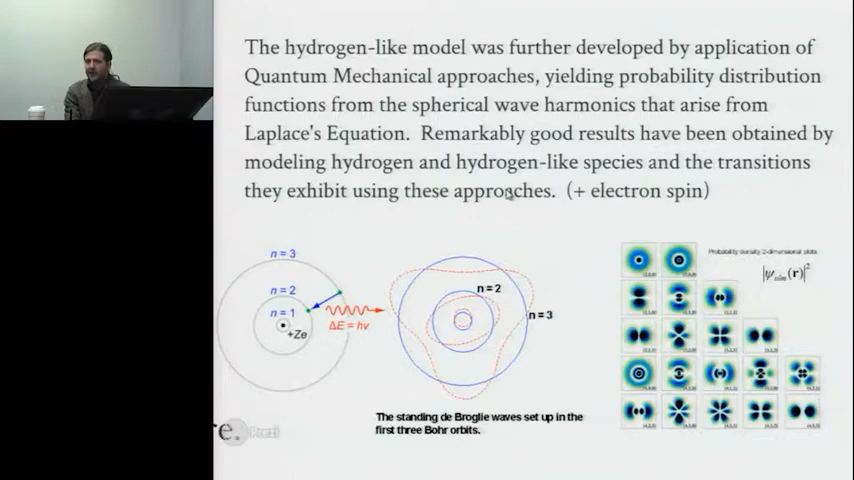 The hydrogen-like model was further developed by application of
Quantum Mechanical approaches, yielding probability distribution
functions from the spherical wave harmonics that arise from
Laplace's Equation.  Remarkably good results have been obtained by
modeling hydrogen and hydrogen-like species and the transitions
they exhibit using these approaches.  (+ electron spin)
n = 3
n = 2
n = 1
+Ze
ΔE = hν
n = 2
n = 3
The standing de Broglie waves set up in the
first three Bohr orbits.
Probability density 2-dimensional plots
|ψnlm(r)|²
re.
Prezi